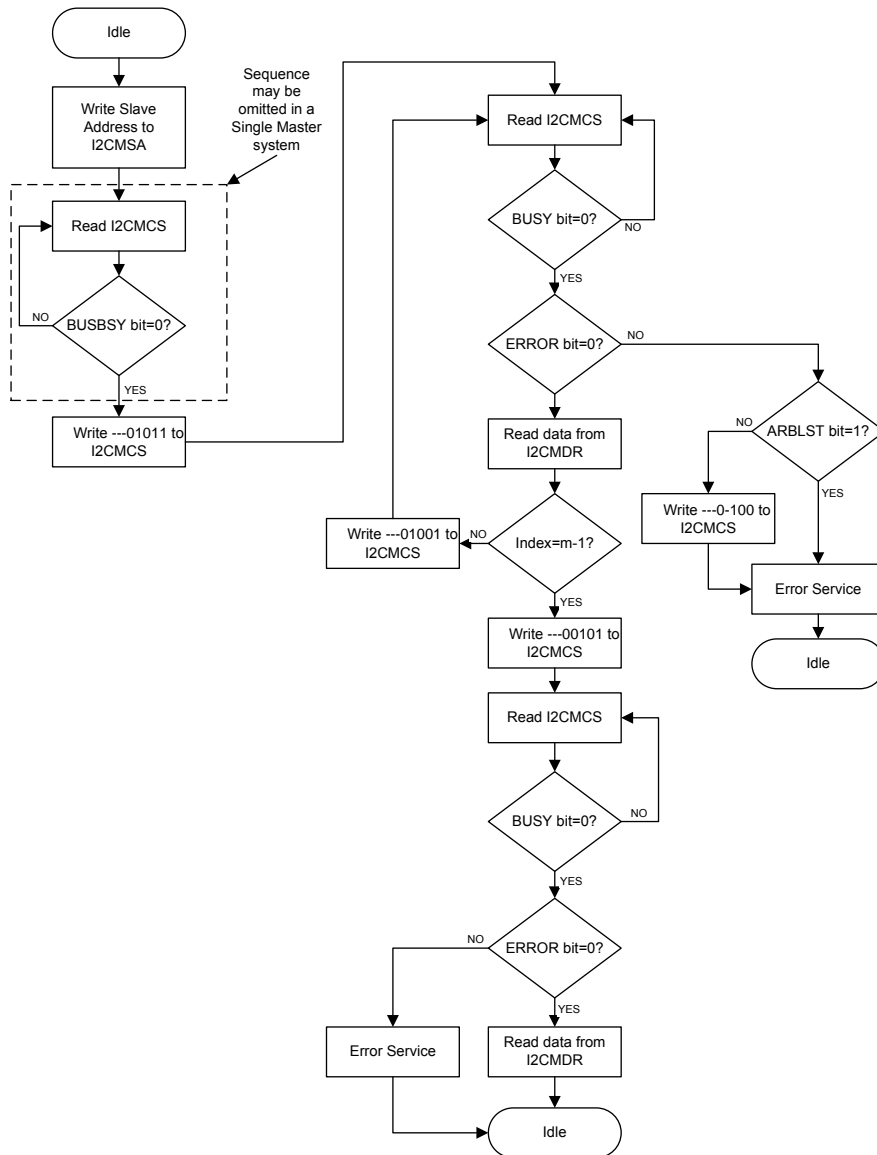 Idle
Write Slave
Address to
I2CMSA
Sequence
may be
omitted in a
Single Master
system
Read I2CMCS
BUSBSY bit=0?
NO
YES
Write ---01011 to
I2CMCS
Read I2CMCS
BUSY bit=0?
NO
YES
ERROR bit=0?
NO
YES
ARBLST bit=1?
NO
YES
Write ---0-100 to
I2CMCS
Error Service
Idle
Read data from
I2CMDR
Index=m-1?
NO
Write ---01001 to
I2CMCS
YES
Write ---00101 to
I2CMCS
Read I2CMCS
BUSY bit=0?
NO
YES
ERROR bit=0?
NO
YES
Error Service
Read data from
I2CMDR
Idle